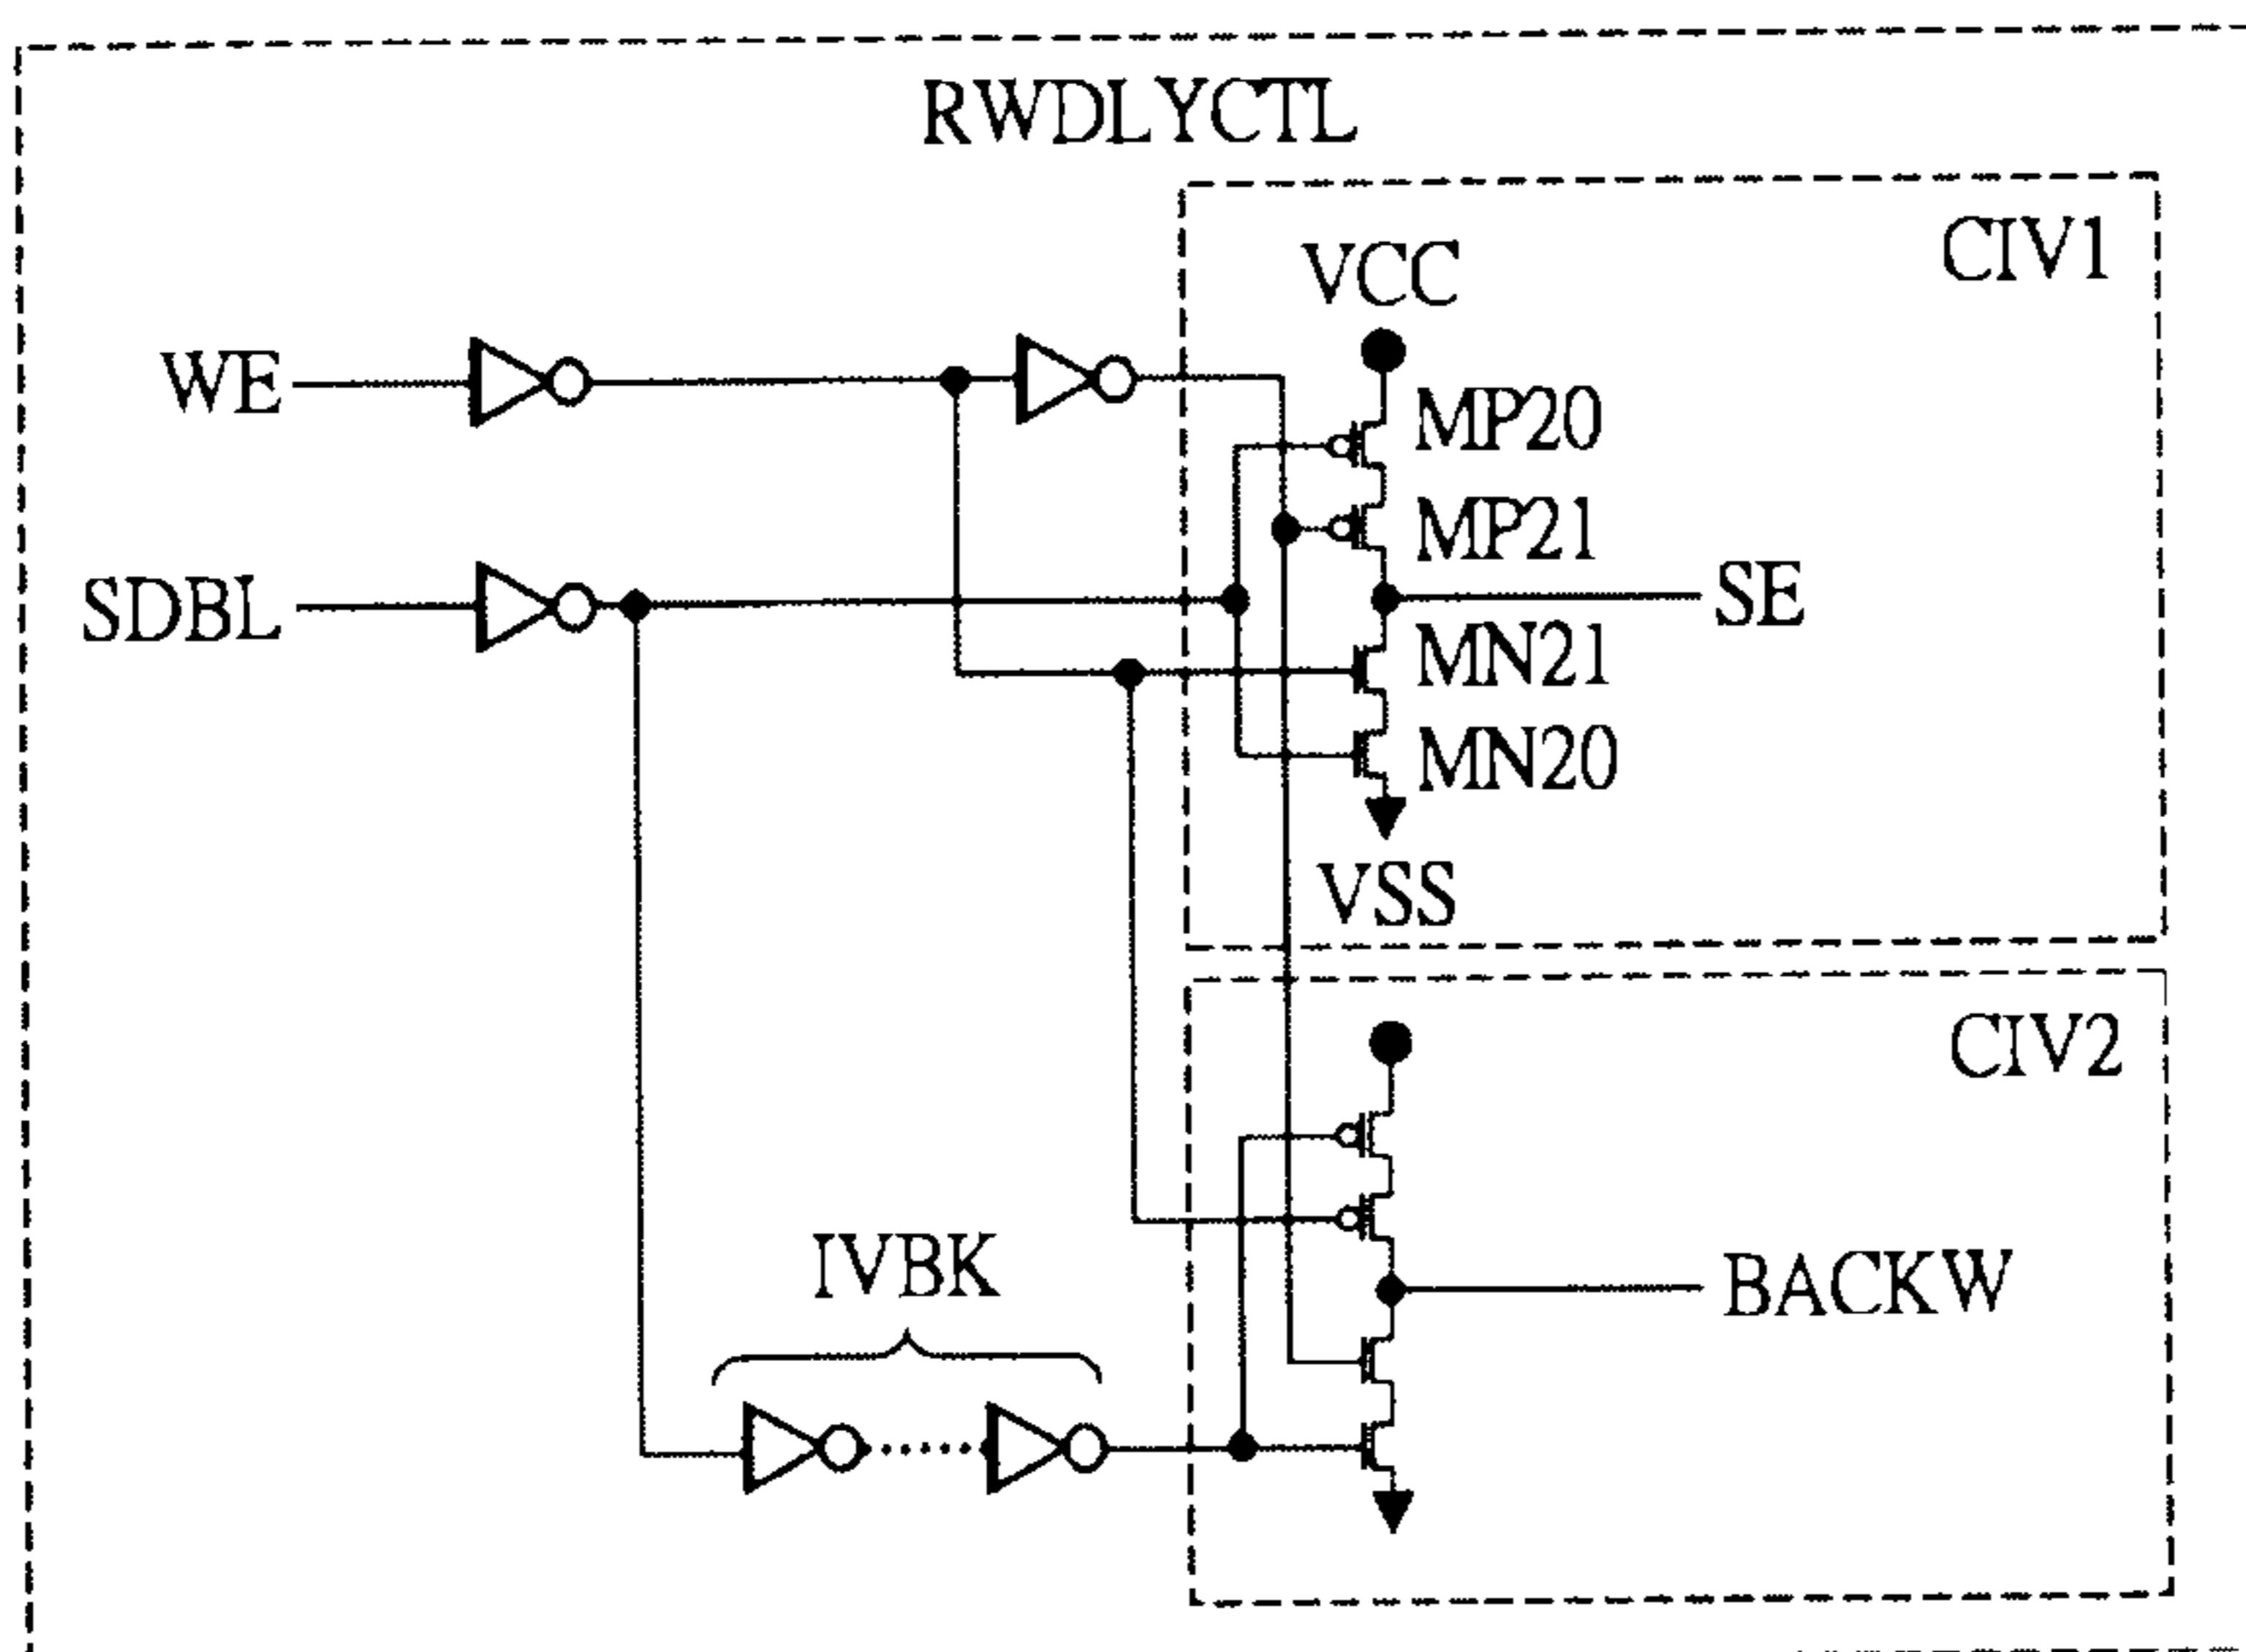 RWDLYCTL
CIV1
VCC
WE
MP20
MP21
SDBL
SE
MN21
MN20
VSS
CIV2
IVBK
BACKW